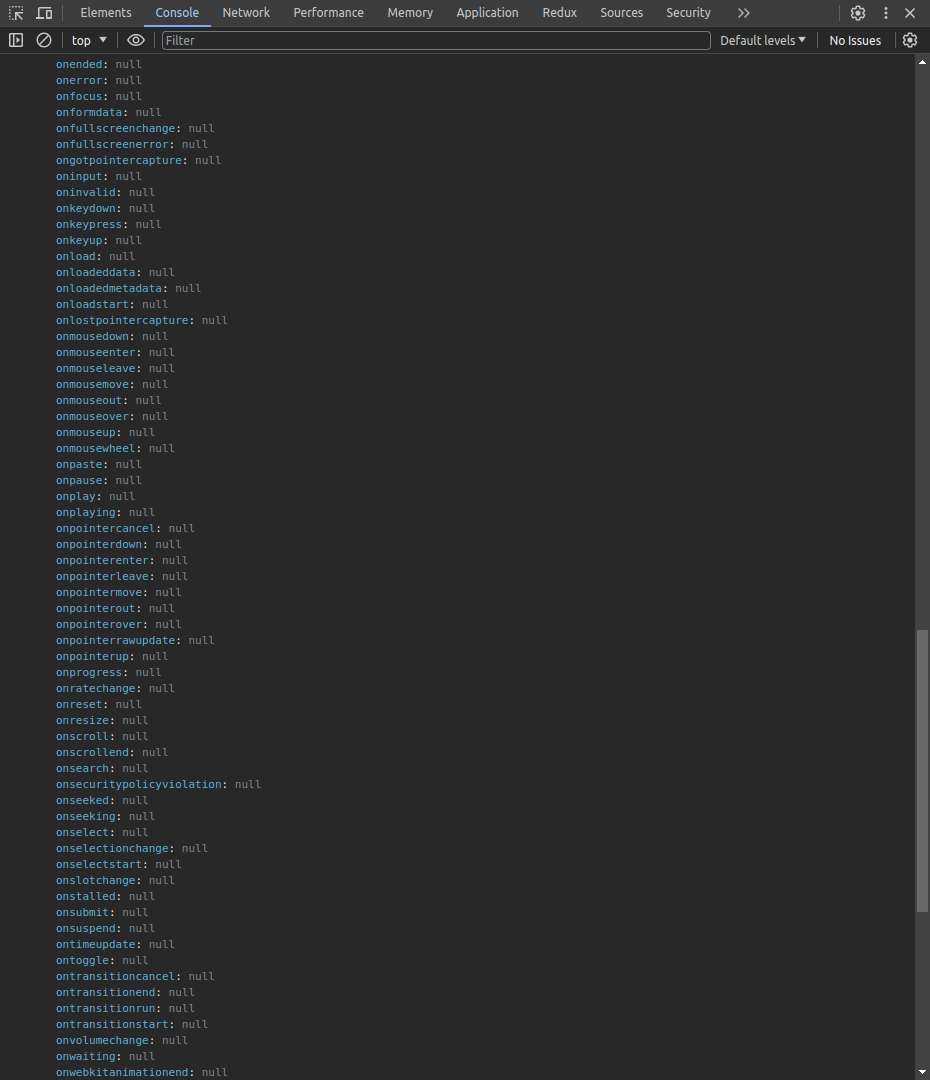 Elements Console Network Performance Memory Application Redux Sources Security
top Filter Default levels No Issues
onended: null
onerror: null
onfocus: null
onformdata: null
onfullscreenchange: null
onfullscreenerror: null
ongotpointercapture: null
oninput: null
oninvalid: null
onkeydown: null
onkeypress: null
onkeyup: null
onload: null
onloadeddata: null
onloadedmetadata: null
onloadstart: null
onlostpointercapture: null
onmousedown: null
onmouseenter: null
onmouseleave: null
onmousemove: null
onmouseout: null
onmouseover: null
onmouseup: null
onmousewheel: null
onpaste: null
onpause: null
onplay: null
onplaying: null
onpointercancel: null
onpointerdown: null
onpointerenter: null
onpointerleave: null
onpointermove: null
onpointerout: null
onpointerover: null
onpointerrawupdate: null
onpointerup: null
onprogress: null
onratechange: null
onreset: null
onresize: null
onscroll: null
onscrollend: null
onsearch: null
onsecuritypolicyviolation: null
onseeked: null
onseeking: null
onselect: null
onselectionchange: null
onselectstart: null
onslotchange: null
onstalled: null
onsubmit: null
onsuspend: null
ontimeupdate: null
ontoggle: null
ontransitioncancel: null
ontransitionend: null
ontransitionrun: null
ontransitionstart: null
onvolumechange: null
onwaiting: null
onwebkitanimationend: null